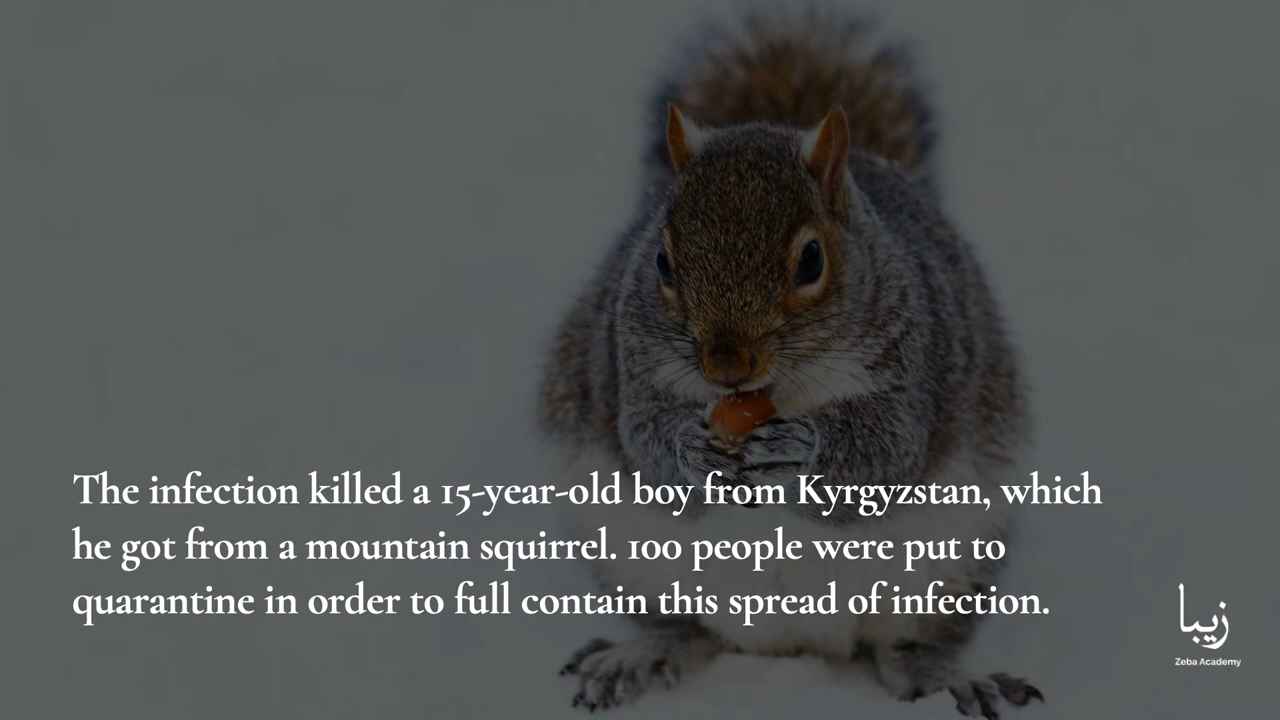 The infection killed a 15-year-old boy from Kyrgyzstan, which
he got from a mountain squirrel. 100 people were put to
quarantine in order to full contain this spread of infection.
زیبا
Zeba Academy